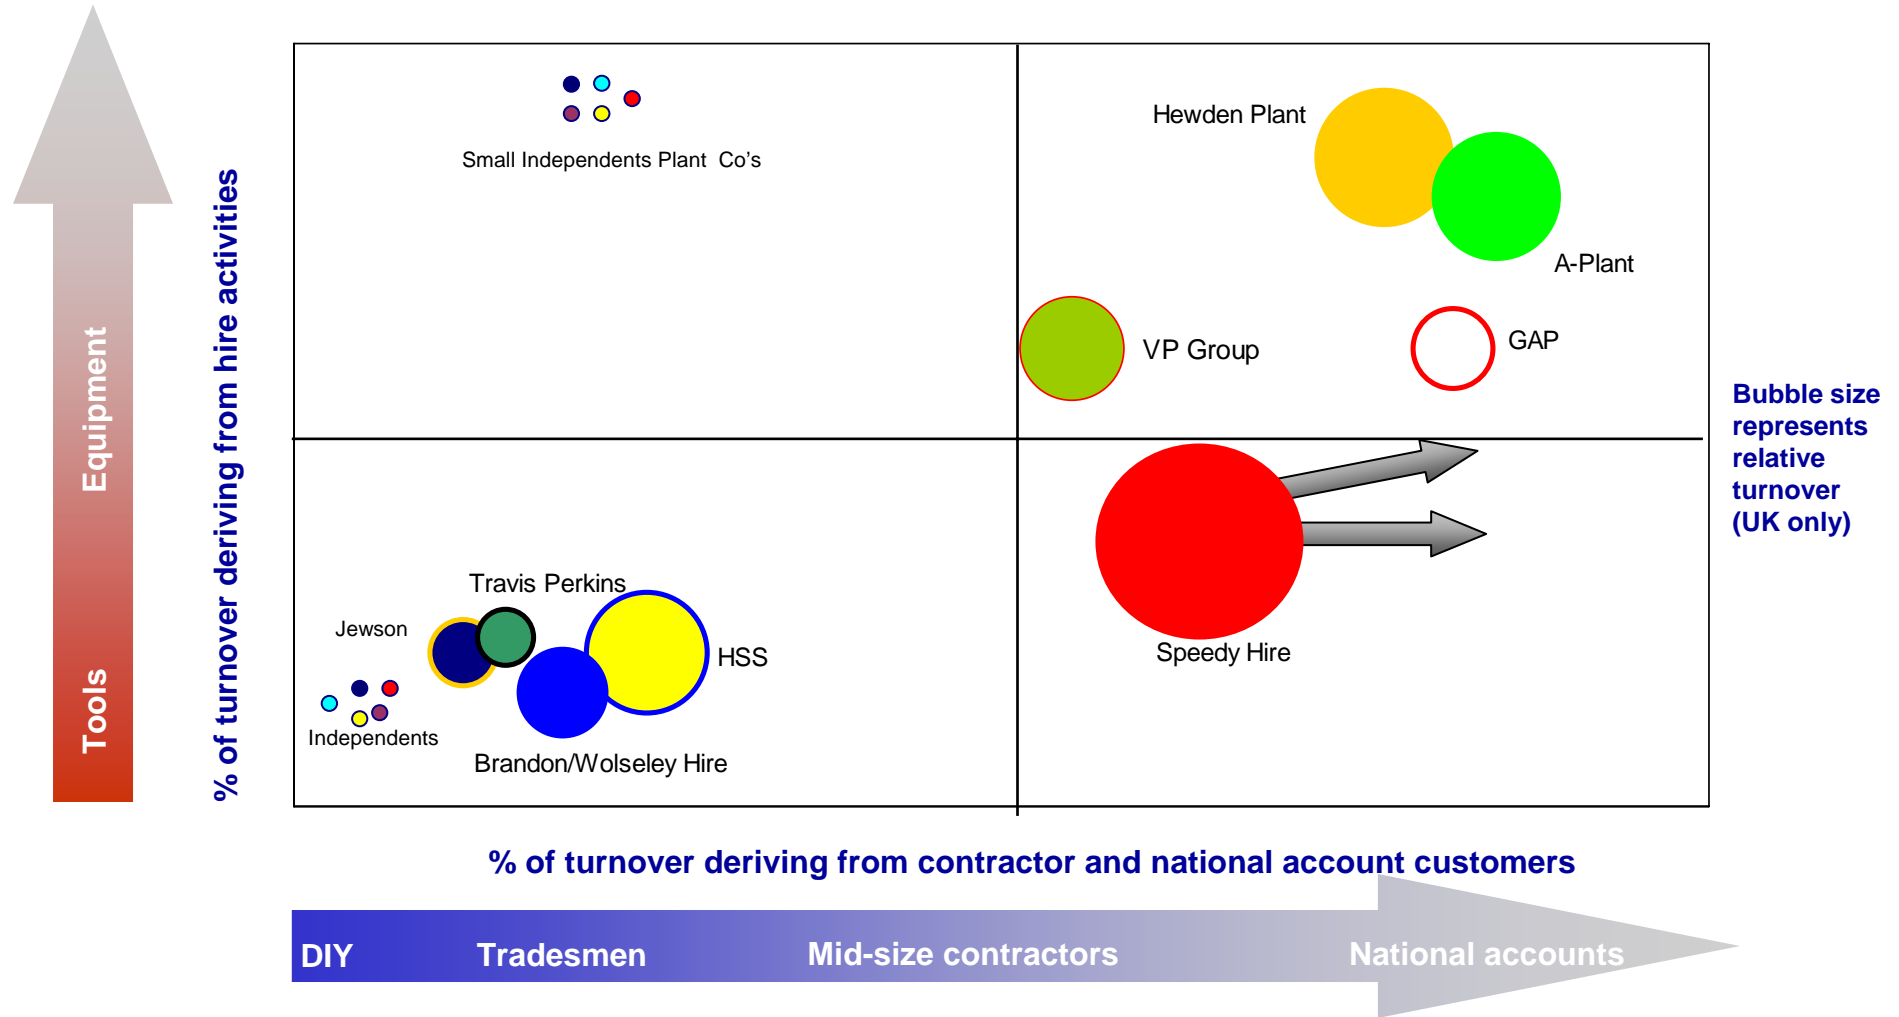 Equipment
Tools
% of turnover deriving from hire activities
Small Independents Plant Co's
Hewden Plant
A-Plant
VP Group
GAP
Bubble size
represents
relative
turnover
(UK only)
Travis Perkins
Jewson
HSS
Speedy Hire
Independents
Brandon/Wolseley Hire
% of turnover deriving from contractor and national account customers
DIY
Tradesmen
Mid-size contractors
National accounts